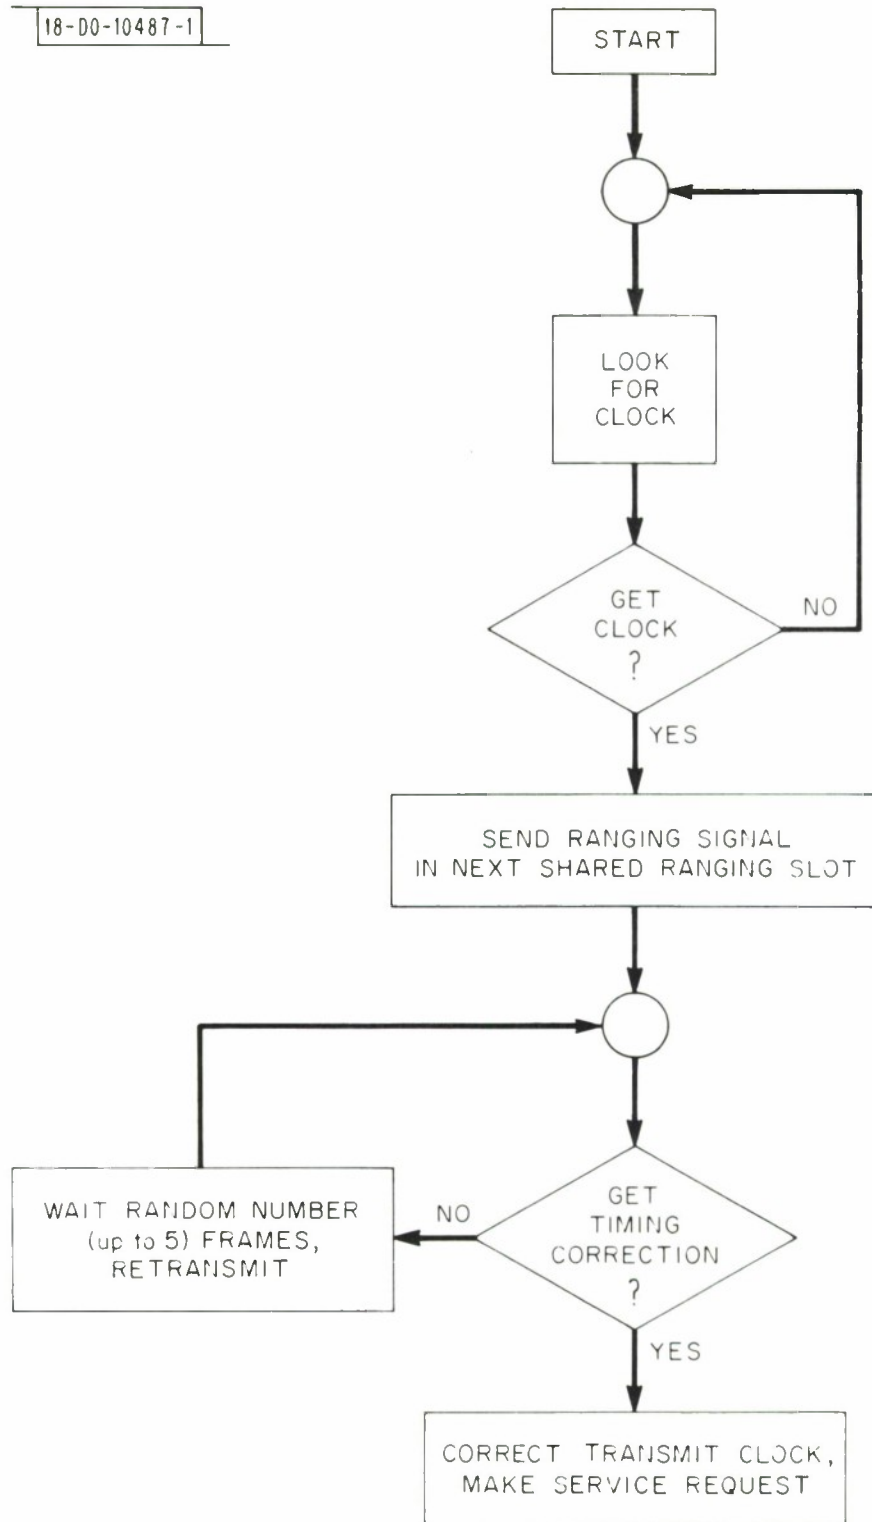 18-DO-10487-1
START
LOOK
FOR
CLOCK
GET
CLOCK
?
NO
YES
SEND RANGING SIGNAL
IN NEXT SHARED RANGING SLOT
WAIT RANDOM NUMBER
(up to 5) FRAMES,
RETRANSMIT
NO
GET
TIMING
CORRECTION
?
YES
CORRECT TRANSMIT CLOCK,
MAKE SERVICE REQUEST